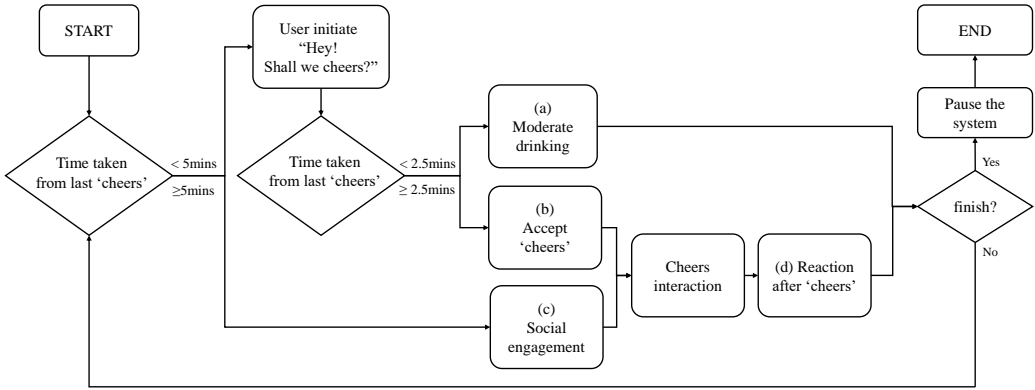 START
User initiate
“Hey!
Shall we cheers?”
END
Time taken
from last ‘cheers’
< 5mins
≥5mins
Time taken
from last ‘cheers’
< 2.5mins
≥ 2.5mins
(a)
Moderate
drinking
(b)
Accept
‘cheers’
(c)
Social
engagement
Cheers
interaction
(d) Reaction
after ‘cheers’
Pause the
system
Yes
finish?
No